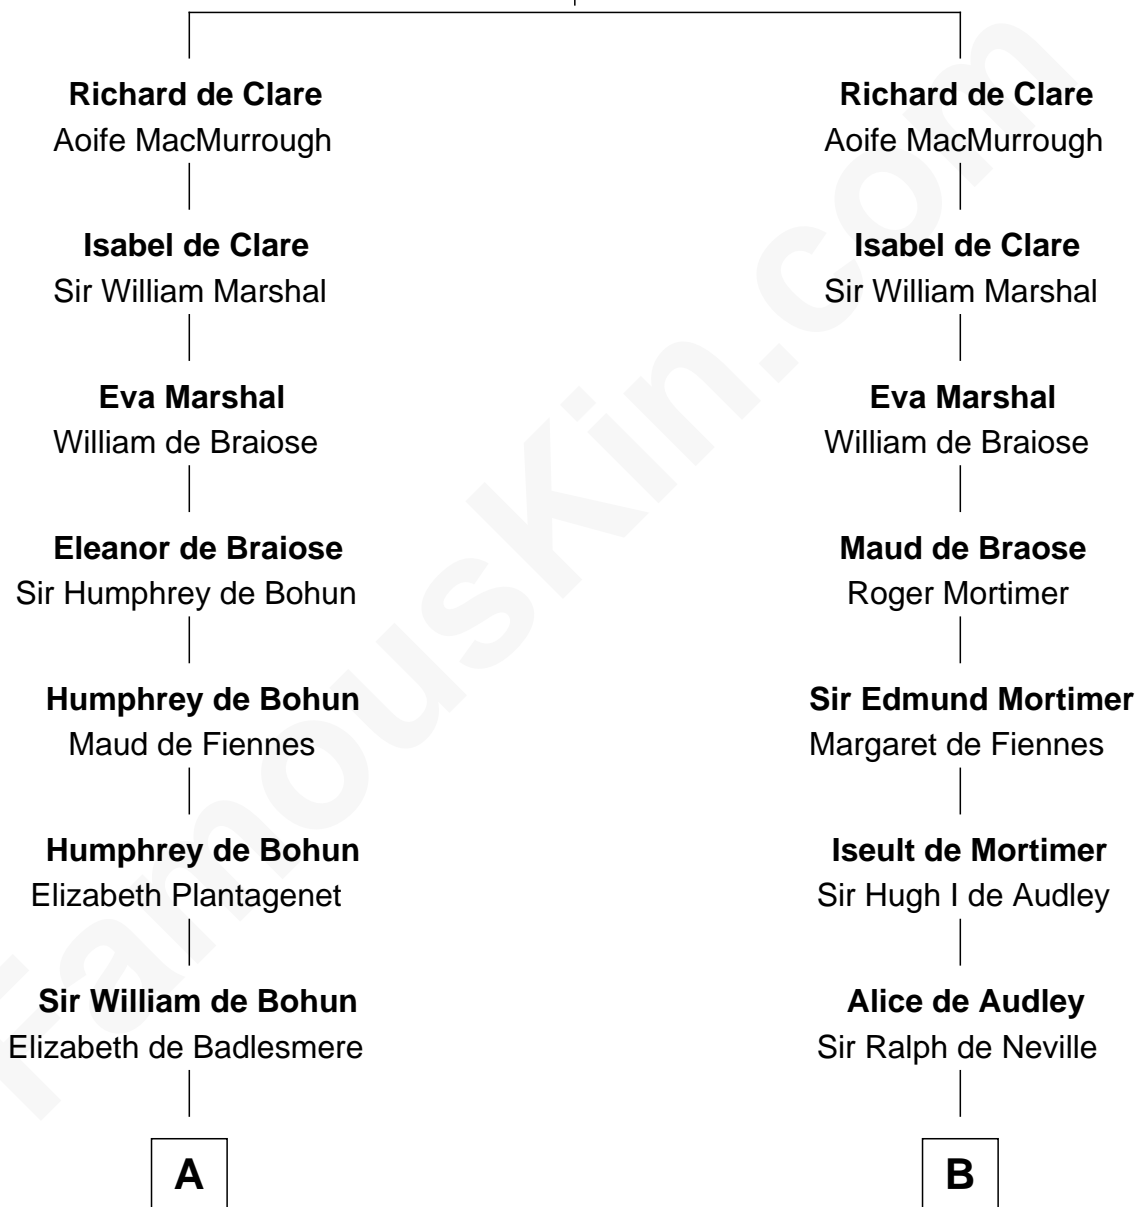 Richard de Clare
Aoife MacMurrough
Isabel de Clare
Sir William Marshal
Eva Marshal
William de Braiose
Eleanor de Braiose
Sir Humphrey de Bohun
Humphrey de Bohun
Maud de Fiennes
Humphrey de Bohun
Elizabeth Plantagenet
Sir William de Bohun
Elizabeth de Badlesmere
A
Richard de Clare
Aoife MacMurrough
Isabel de Clare
Sir William Marshal
Eva Marshal
William de Braiose
Maud de Braose
Roger Mortimer
Sir Edmund Mortimer
Margaret de Fiennes
Iseult de Mortimer
Sir Hugh I de Audley
Alice de Audley
Sir Ralph de Neville
B
FamousKin.com